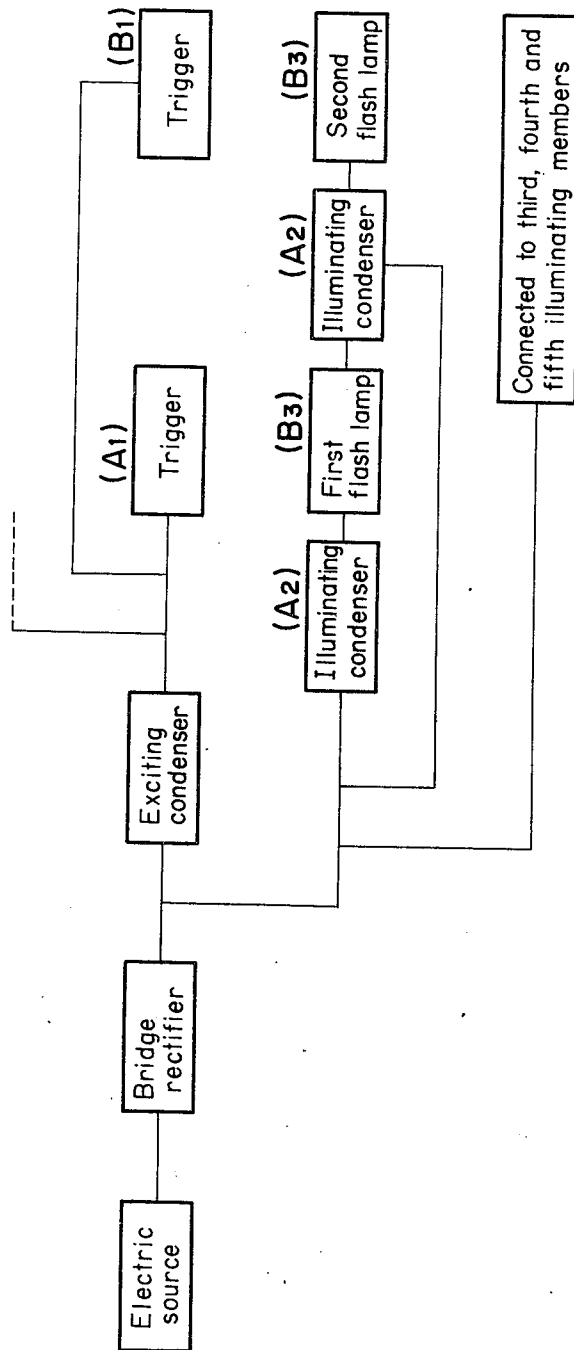 Electric
source
Bridge
rectifier
Exciting
condenser
(A1)
Trigger
(B1)
Trigger
(A2)
Illuminating
condenser
(B3)
First
flash lamp
(A2)
Illuminating
condenser
(B3)
Second
flash lamp
Connected to third, fourth and
fifth illuminating members